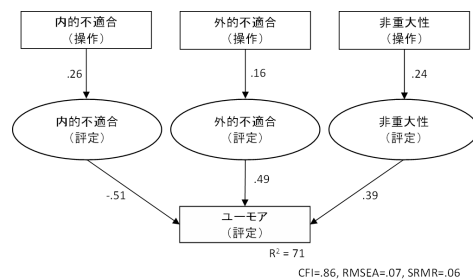 内的不適合
(操作)
外的不適合
(操作)
非重大性
(操作)
.26
.16
.24
内的不適合
(評定)
外的不適合
(評定)
非重大性
(評定)
-.51
.49
.39
ユーモア
(評定)
R² = 71
CFI=.86, RMSEA=.07, SRMR=.06